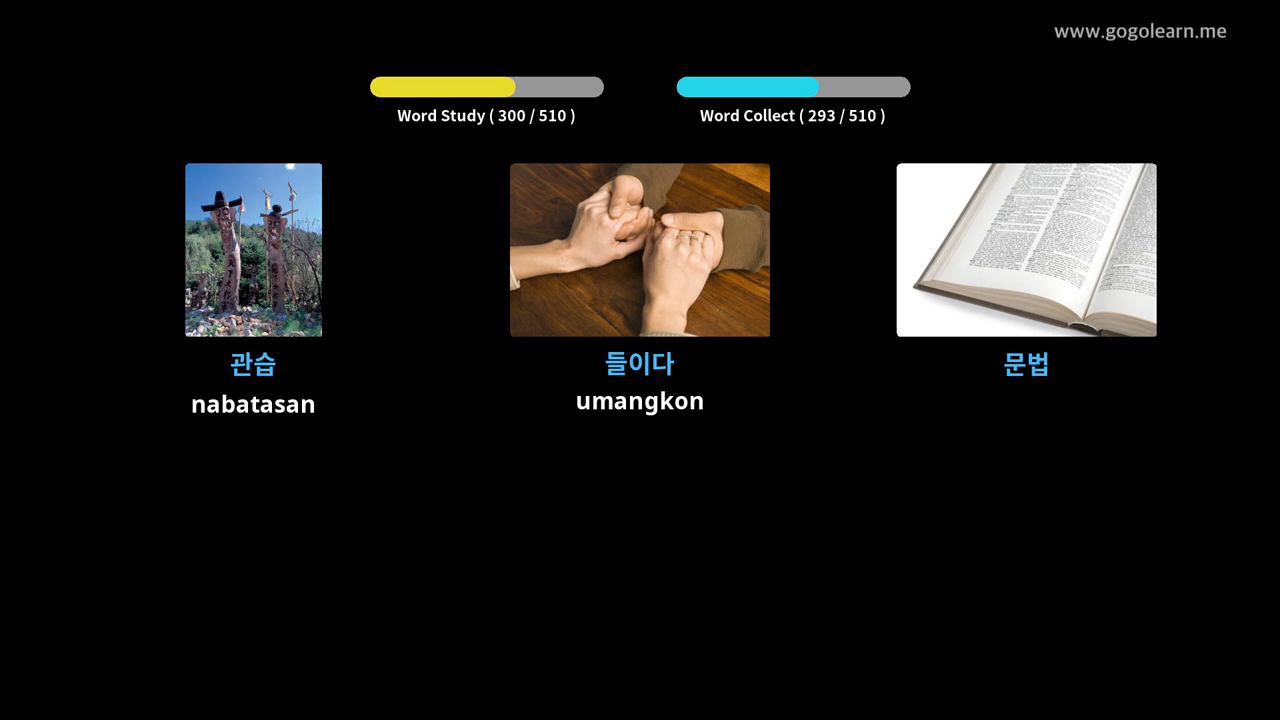 www.gogolearn.me
Word Study ( 300 / 510 )
Word Collect ( 293 / 510 )
관습
nabatasan
들이다
umangkon
문법